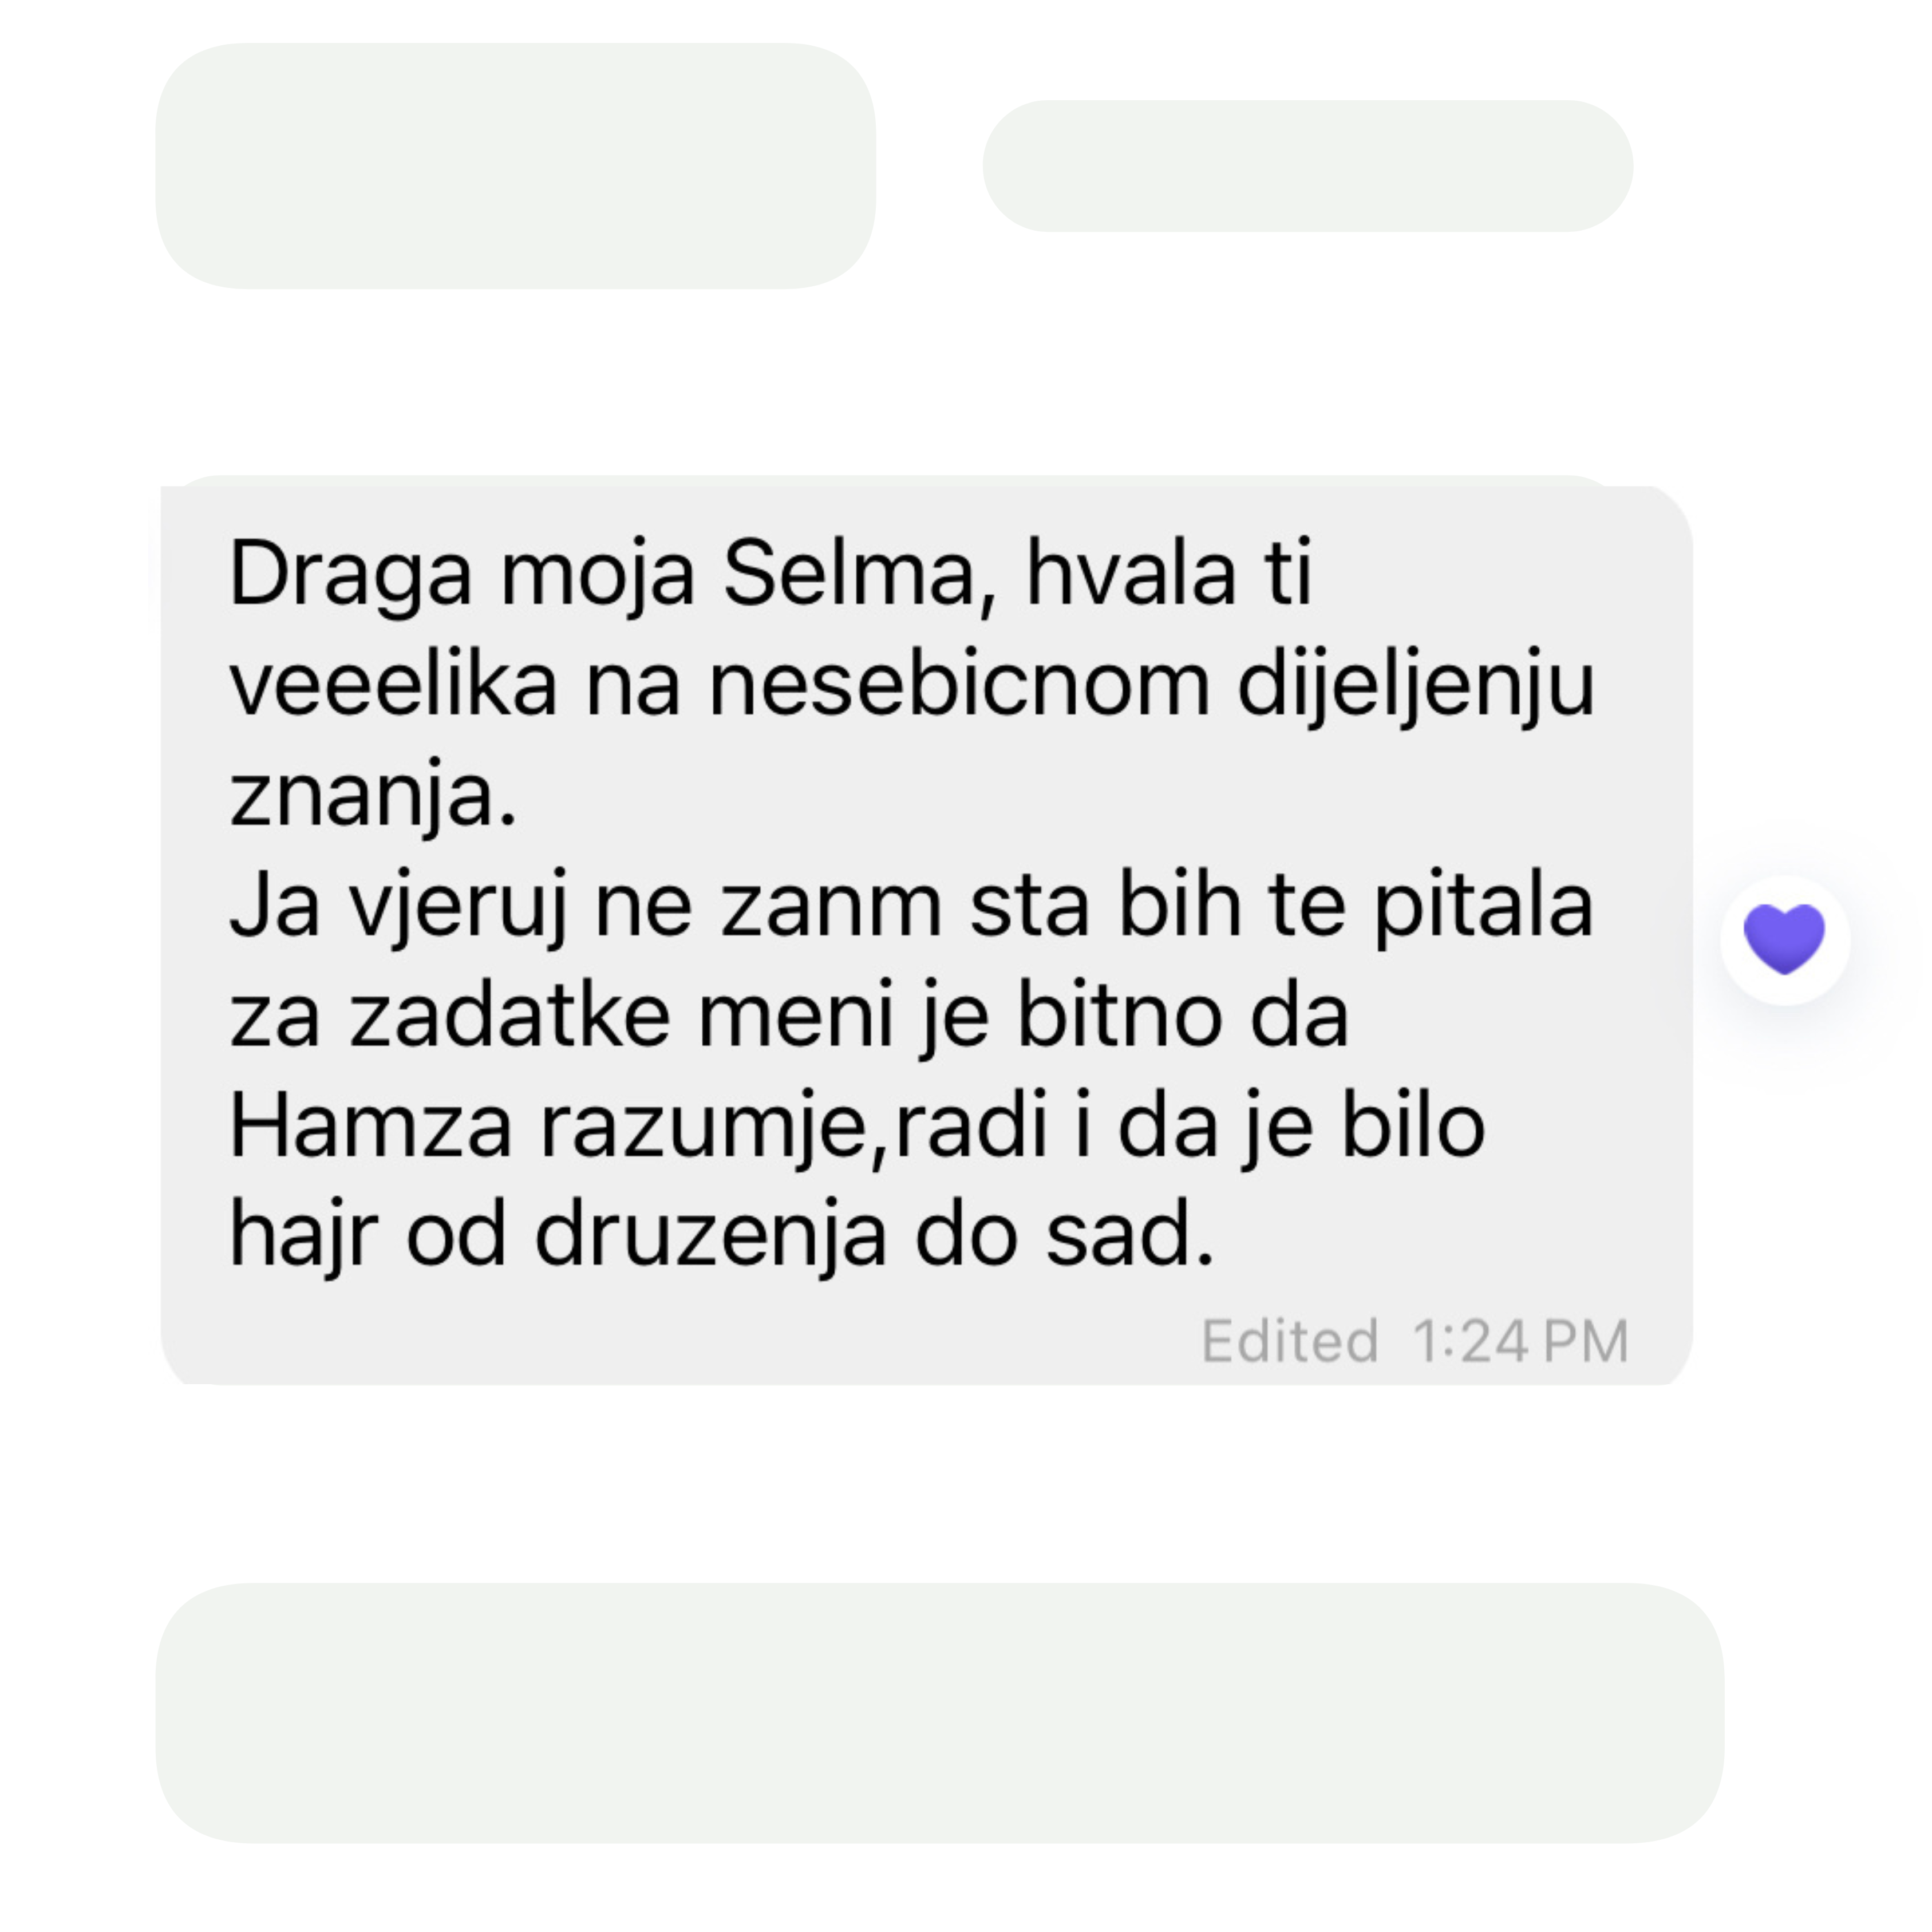 Draga moja Selma, hvala ti
veeelika na nesebicnom dijeljenju
znanja.
Ja vjeruj ne zanm sta bih te pitala
za zadatke meni je bitno da
Hamza razumje,radi i da je bilo
hajr od druzenja do sad.
Edited 1:24 PM